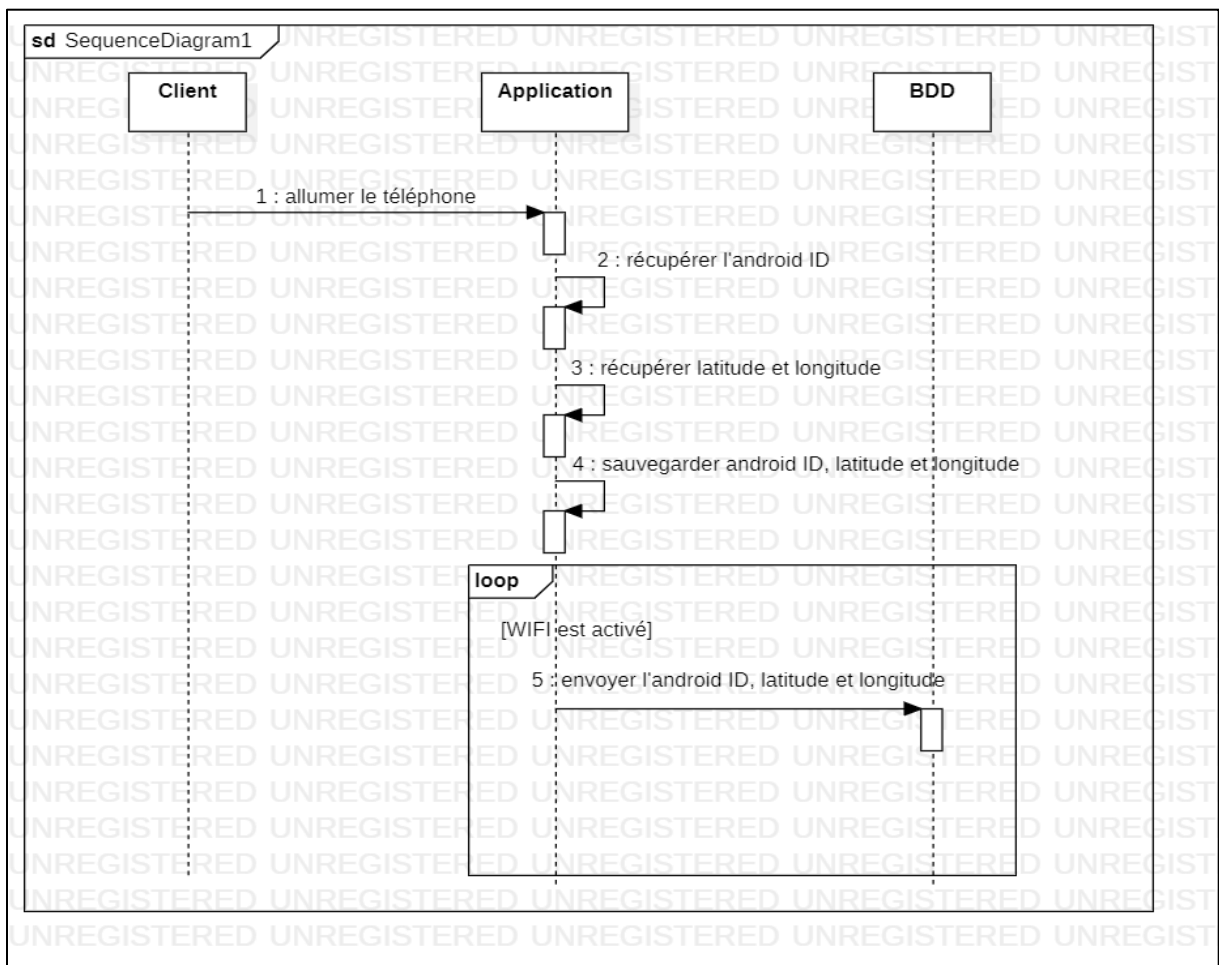 sd SequenceDiagram1
Client
Application
BDD
1 : allumer le téléphone
2 : récupérer l'android ID
3 : récupérer latitude et longitude
4 : sauvegarder android ID, latitude et longitude
loop
[WIFI est activé]
5 : envoyer l'android ID, latitude et longitude
UNREGISTERED